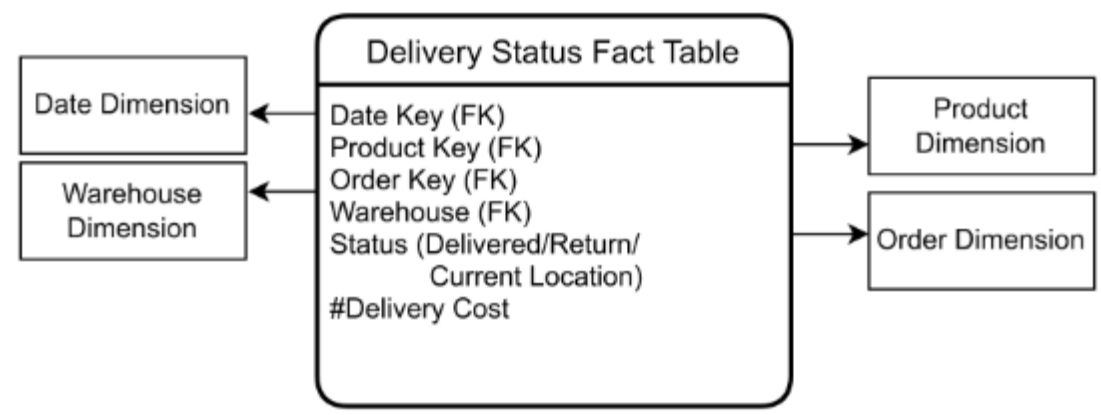 Delivery Status Fact Table
Date Dimension
Warehouse
Dimension
Date Key (FK)
Product Key (FK)
Order Key (FK)
Warehouse (FK)
Status (Delivered/Return/
Current Location)
#Delivery Cost
Product
Dimension
Order Dimension